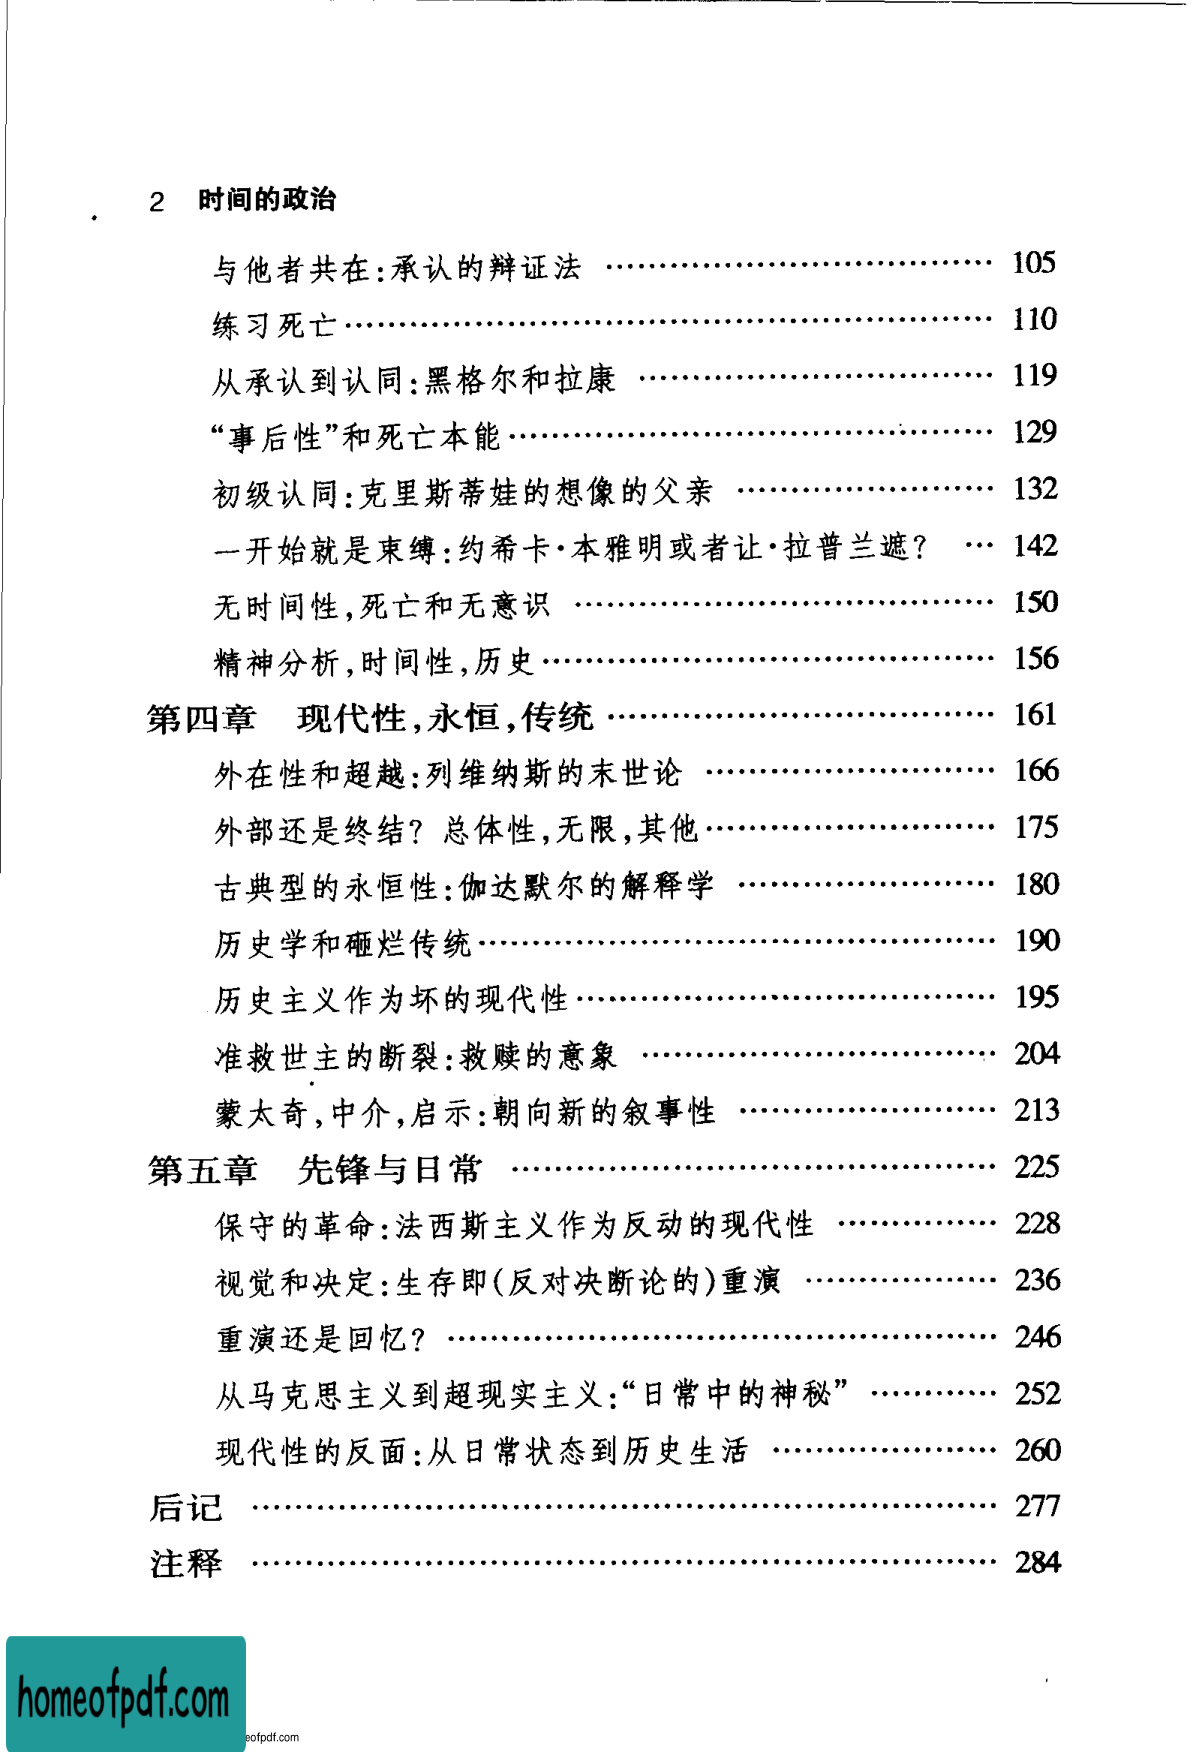 2 时间的政治
与他者共在:承认的辩证法 ………………………… 105
练习死亡………………………………………… 110
从承认到认同:黑格尔和拉康 ……………………… 119
“事后性”和死亡本能……………………………… 129
初级认同:克里斯蒂娃的想像的父亲 ……………… 132
一开始就是束缚:约希卡·本雅明或者让·拉普兰遮? … 142
无时间性,死亡和无意识 …………………………… 150
精神分析,时间性,历史…………………………… 156
第四章 现代性,永恒,传统 ………………………… 161
外在性和超越:列维纳斯的末世论 ………………… 166
外部还是终结? 总体性,无限,其他………………… 175
古典型的永恒性:伽达默尔的解释学 ……………… 180
历史学和砸烂传统………………………………… 190
历史主义作为坏的现代性………………………… 195
准救世主的断裂:救赎的意象 ……………………… 204
蒙太奇,中介,启示:朝向新的叙事性 ……………… 213
第五章 先锋与日常 ……………………………… 225
保守的革命:法西斯主义作为反动的现代性 ………… 228
视觉和决定:生存即(反对决断论的)重演 ………… 236
重演还是回忆? …………………………………… 246
从马克思主义到超现实主义:“日常中的神秘” ……… 252
现代性的反面:从日常状态到历史生活 …………… 260
后记 ……………………………………………… 277
注释 ……………………………………………… 284
homeofpdf.com
eofpdf.com